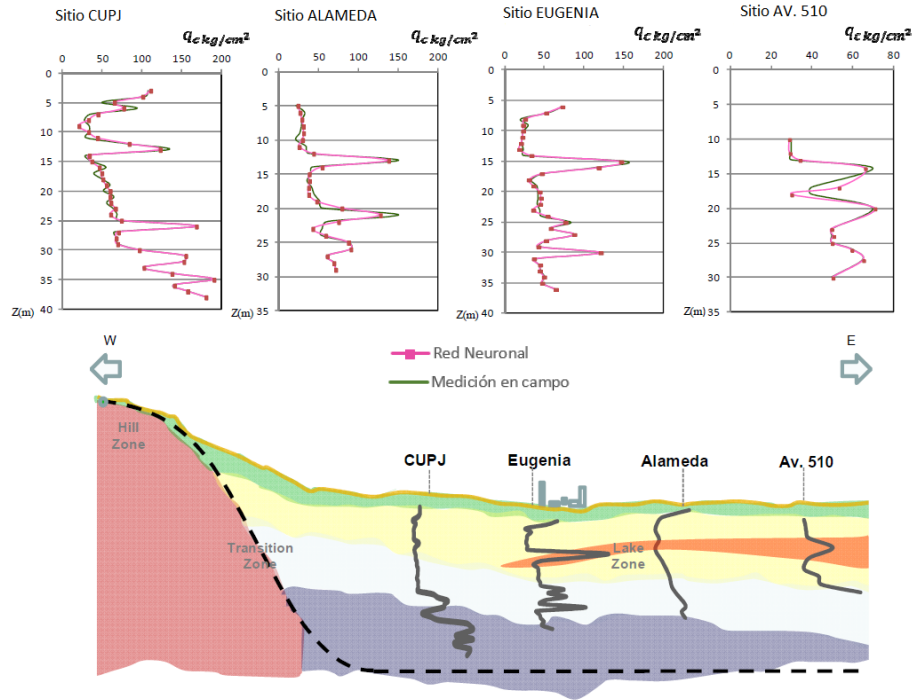 Sitio CUPJ
q_c kg/cm²
0 50 100 150 200
0
5
10
15
20
25
30
35
40
Z(m)
Sitio ALAMEDA
q_c kg/cm²
0 50 100 150 200
0
5
10
15
20
25
30
35
Z(m)
Sitio EUGENIA
q_c kg/cm²
0 50 100 150 200
0
5
10
15
20
25
30
35
40
Z(m)
Sitio AV. 510
q_c kg/cm²
0 20 40 60 80
0
5
10
15
20
25
30
35
Z(m)
Red Neuronal
Medición en campo
W
E
Hill
Zone
CUPJ
Eugenia
Alameda
Av. 510
Transition
Zone
Lake
Zone